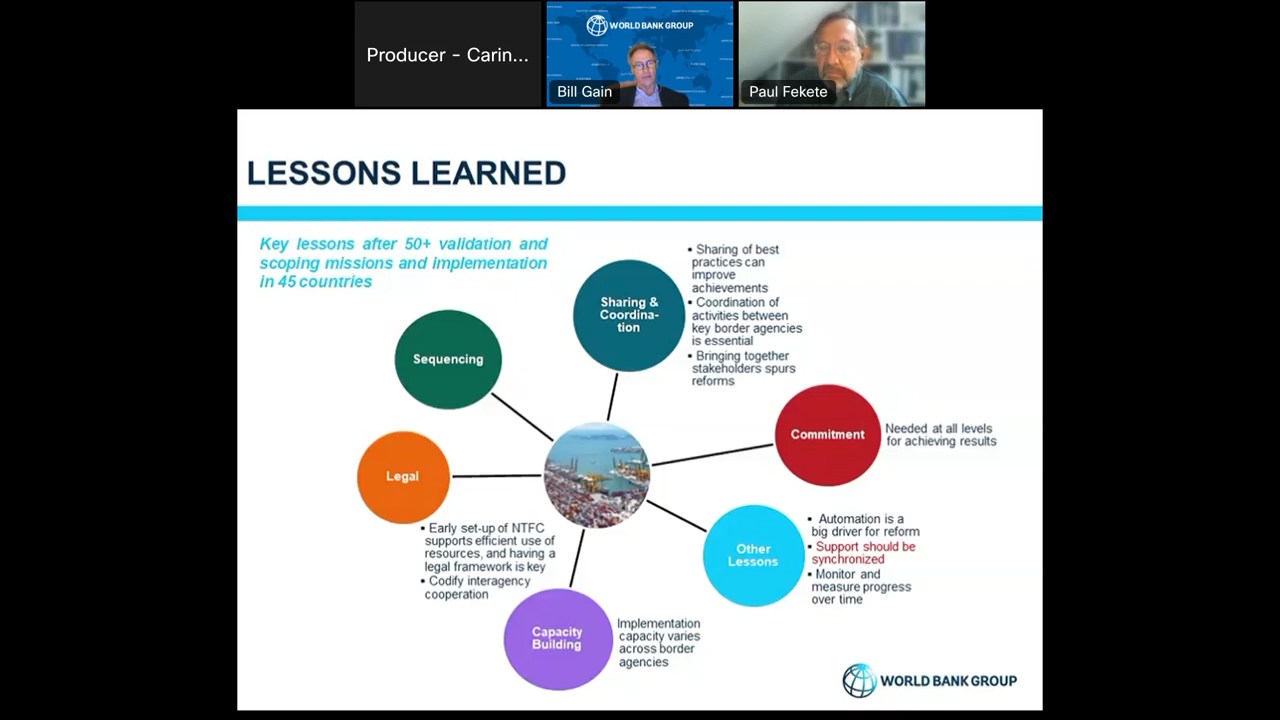 Producer - Carin...
WORLD BANK GROUP
Bill Gain
Paul Fekete
LESSONS LEARNED
Key lessons after 50+ validation and
scoping missions and implementation
in 45 countries
Sharing &
Coordina-
tion
▪ Sharing of best
practices can
improve
achievements
▪ Coordination of
activities between
key border agencies
is essential
▪ Bringing together
stakeholders spurs
reforms
Sequencing
Commitment
Needed at all levels
for achieving results
Legal
▪ Early set-up of NTFC
supports efficient use of
resources, and having a
legal framework is key
▪ Codify interagency
cooperation
Other
Lessons
▪ Automation is a
big driver for reform
▪ Support should be
synchronized
▪ Monitor and
measure progress
over time
Capacity
Building
Implementation
capacity varies
across border
agencies
WORLD BANK GROUP